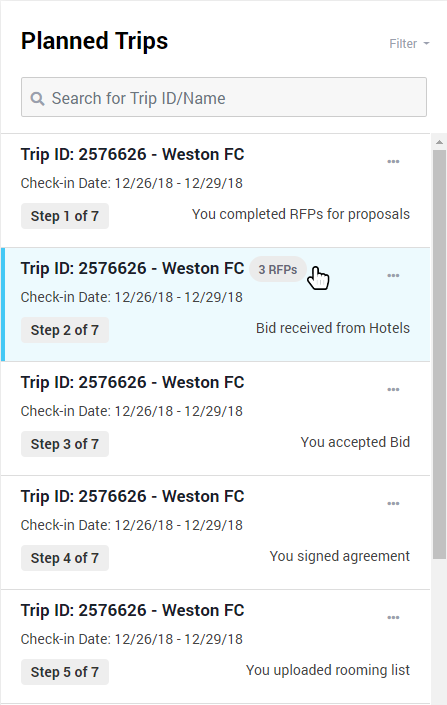 Planned Trips
Filter
Search for Trip ID/Name
Trip ID: 2576626 - Weston FC
Check-in Date: 12/26/18 - 12/29/18
Step 1 of 7
You completed RFPs for proposals
Trip ID: 2576626 - Weston FC 3 RFPs
Check-in Date: 12/26/18 - 12/29/18
Step 2 of 7
Bid received from Hotels
Trip ID: 2576626 - Weston FC
Check-in Date: 12/26/18 - 12/29/18
Step 3 of 7
You accepted Bid
Trip ID: 2576626 - Weston FC
Check-in Date: 12/26/18 - 12/29/18
Step 4 of 7
You signed agreement
Trip ID: 2576626 - Weston FC
Check-in Date: 12/26/18 - 12/29/18
Step 5 of 7
You uploaded rooming list